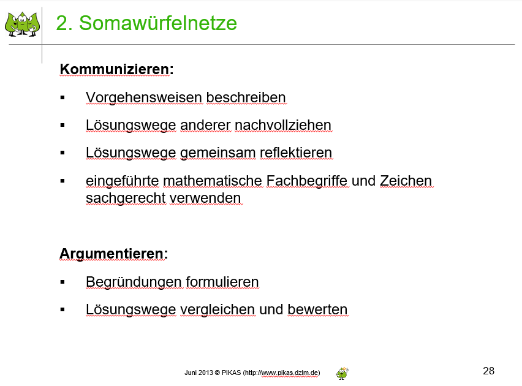 2. Somawürfelnetze
Kommunizieren:
▪ Vorgehensweisen beschreiben
▪ Lösungswege anderer nachvollziehen
▪ Lösungswege gemeinsam reflektieren
▪ eingeführte mathematische Fachbegriffe und Zeichen
sachgerecht verwenden
Argumentieren:
▪ Begründungen formulieren
▪ Lösungswege vergleichen und bewerten
Juni 2013 © PIKAS (http://www.pikas.dzlm.de)
28